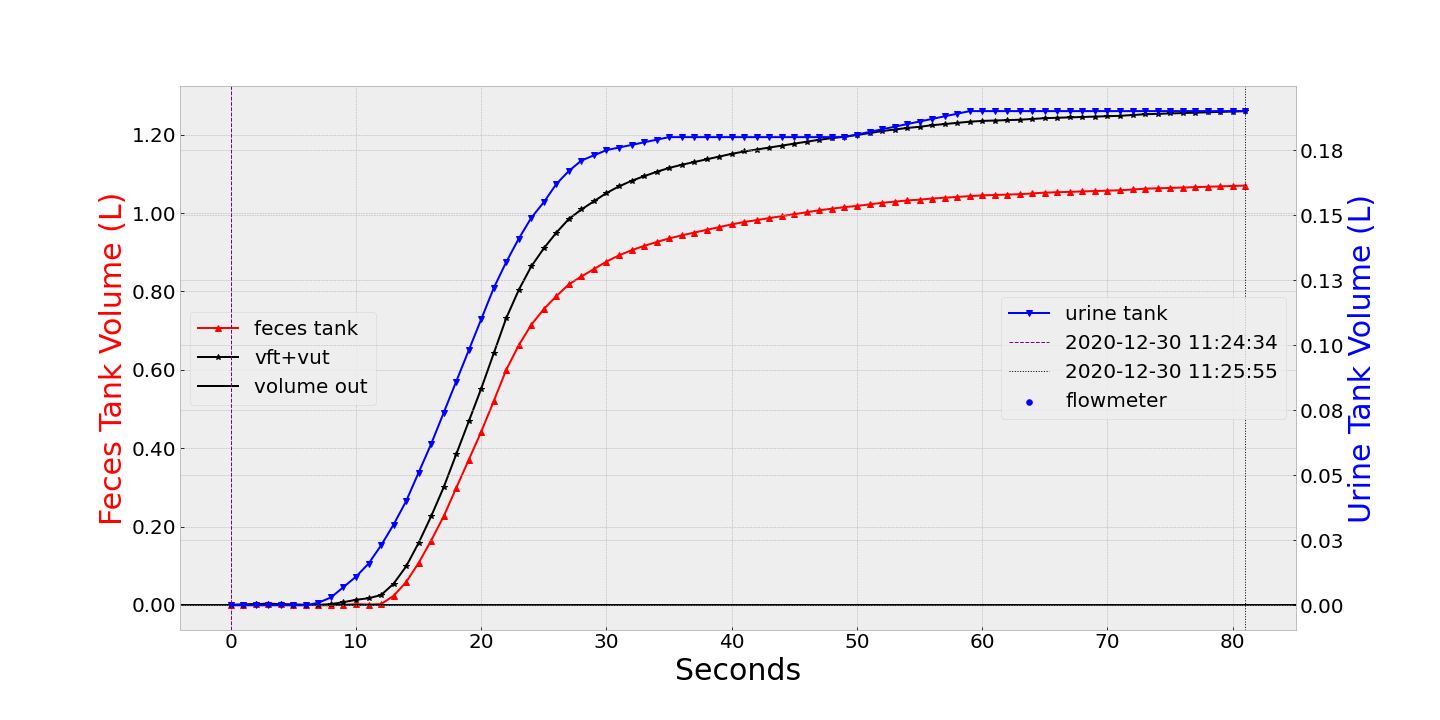 Feces Tank Volume (L)
1.20
1.00
0.80
0.60
0.40
0.20
0.00
feces tank
vft+vut
volume out
urine tank
2020-12-30 11:24:34
2020-12-30 11:25:55
flowmeter
0.18
0.15
0.13
0.10
0.08
0.05
0.03
0.00
Urine Tank Volume (L)
0 10 20 30 40 50 60 70 80
Seconds